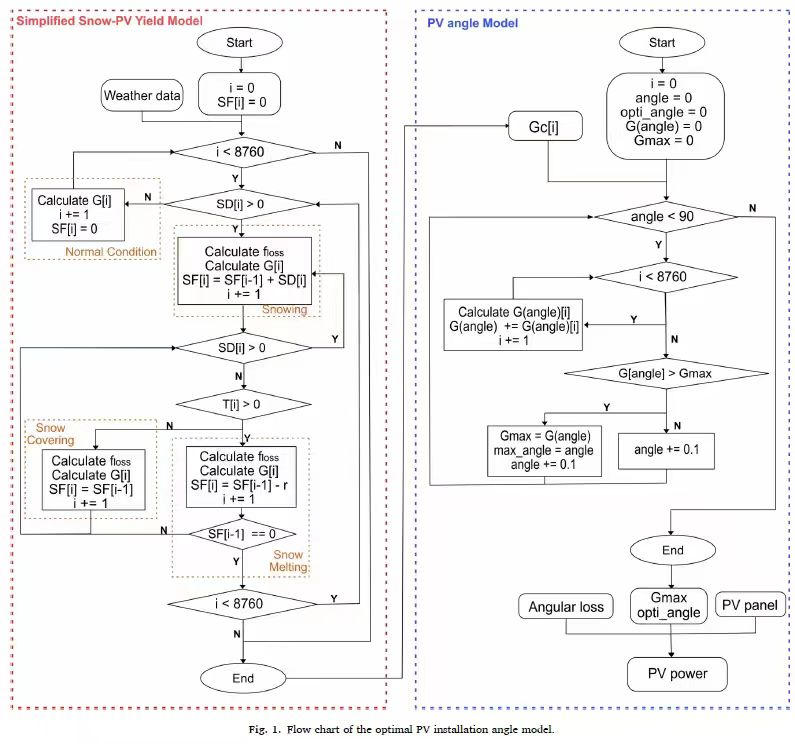 Simplified Snow-PV Yield Model
Start
Weather data
i = 0
SF[i] = 0
i < 8760
N
Y
SD[i] > 0
N
Calculate G[i]
i += 1
SF[i] = 0
Normal Condition
Y
Calculate floss
Calculate G[i]
SF[i] = SF[i-1] + SD[i]
i += 1
Snowing
SD[i] > 0
Y
N
T[i] > 0
N
Y
Snow
Covering
Calculate floss
Calculate G[i]
SF[i] = SF[i-1]
i += 1
Calculate floss
Calculate G[i]
SF[i] = SF[i-1] - r
i += 1
SF[i-1] == 0
N
Y
Snow
Melting
i < 8760
Y
N
End
PV angle Model
Start
i = 0
angle = 0
opti_angle = 0
G(angle) = 0
Gmax = 0
Gc[i]
angle < 90
N
Y
i < 8760
Y
Calculate G(angle)[i]
G(angle) += G(angle)[i]
i += 1
N
G[angle] > Gmax
Y
N
Gmax = G(angle)
max_angle = angle
angle += 0.1
angle += 0.1
End
Angular loss
Gmax
opti_angle
PV panel
PV power
Fig. 1. Flow chart of the optimal PV installation angle model.